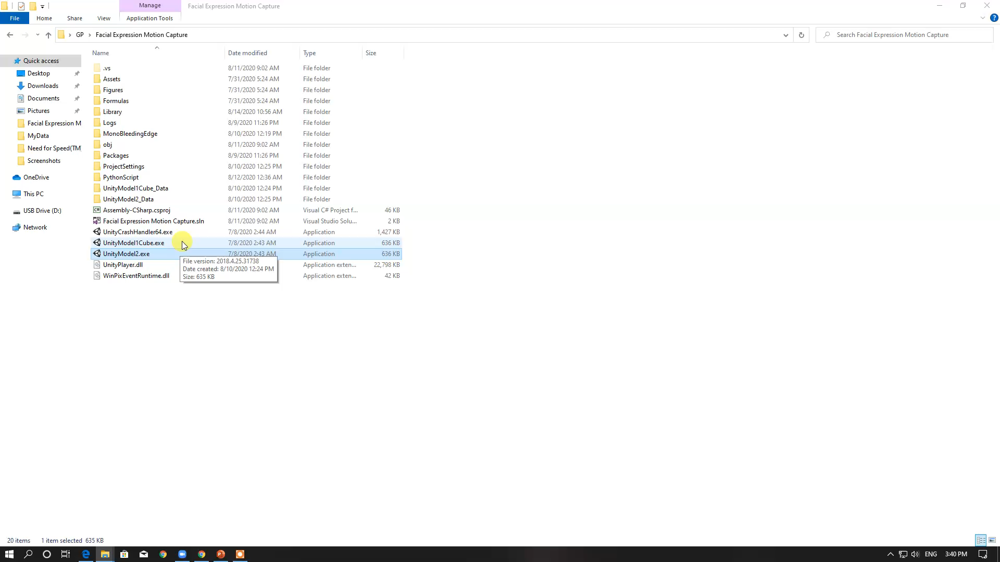 Manage
Facial Expression Motion Capture
File
Home
Share
View
Application Tools
GP
Facial Expression Motion Capture
Search Facial Expression Motion Capture
Name
Date modified
Type
Size
Quick access
Desktop
Downloads
Documents
Pictures
Facial Expression M
MyData
Need for Speed(TM)
Screenshots
OneDrive
This PC
USB Drive (D:)
Network
.vs 8/11/2020 9:02 AM File folder
Assets 7/31/2020 5:24 AM File folder
Figures 7/31/2020 5:24 AM File folder
Formulas 7/31/2020 5:24 AM File folder
Library 8/14/2020 10:56 AM File folder
Logs 8/9/2020 11:26 PM File folder
MonoBleedingEdge 8/10/2020 12:19 PM File folder
obj 8/11/2020 9:02 AM File folder
Packages 8/9/2020 11:26 PM File folder
ProjectSettings 8/10/2020 12:25 PM File folder
PythonScript 8/12/2020 12:36 AM File folder
UnityModel1Cube_Data 8/10/2020 12:24 PM File folder
UnityModel2_Data 8/10/2020 12:25 PM File folder
Assembly-CSharp.csproj 8/11/2020 9:02 AM Visual C# Project f... 46 KB
Facial Expression Motion Capture.sln 8/11/2020 9:02 AM Visual Studio Solu... 2 KB
UnityCrashHandler64.exe 7/8/2020 2:44 AM Application 1,427 KB
UnityModel1Cube.exe 7/8/2020 2:43 AM Application 636 KB
UnityModel2.exe 7/8/2020 2:43 AM Application 636 KB
UnityPlayer.dll Application exten... 22,798 KB
WinPixEventRuntime.dll Application exten... 42 KB
File version: 2018.4.25.31738
Date created: 8/10/2020 12:24 PM
Size: 635 KB
20 items
1 item selected 635 KB
ENG
3:40 PM